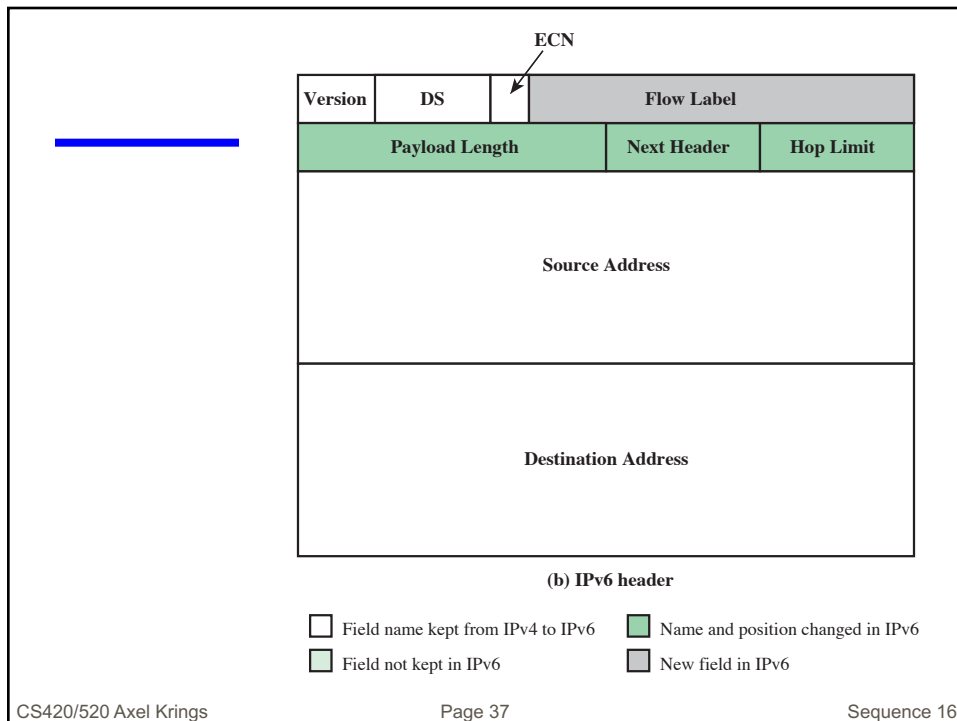 ECN
Version DS Flow Label
Payload Length Next Header Hop Limit
Source Address
Destination Address
(b) IPv6 header
Field name kept from IPv4 to IPv6 Name and position changed in IPv6
Field not kept in IPv6 New field in IPv6
CS420/520 Axel Krings Page 37 Sequence 16